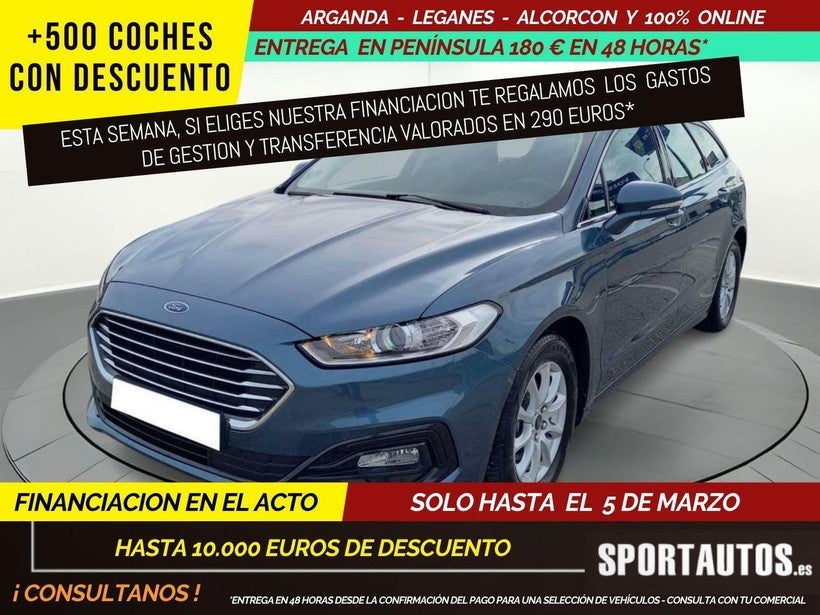 +500 COCHES
CON DESCUENTO
ARGANDA - LEGANES - ALCORCON Y 100% ONLINE
ENTREGA EN PENÍNSULA 180 € EN 48 HORAS*
ESTA SEMANA, SI ELIGES NUESTRA FINANCIACION TE REGALAMOS LOS GASTOS
DE GESTION Y TRANSFERENCIA VALORADOS EN 290 EUROS*
Ford
FINANCIACION EN EL ACTO
SOLO HASTA EL 5 DE MARZO
HASTA 10.000 EUROS DE DESCUENTO
SPORTAUTOS.es
¡ CONSULTANOS !
*ENTREGA EN 48 HORAS DESDE LA CONFIRMACIÓN DEL PAGO PARA UNA SELECCIÓN DE VEHÍCULOS - CONSULTA CON TU COMERCIAL